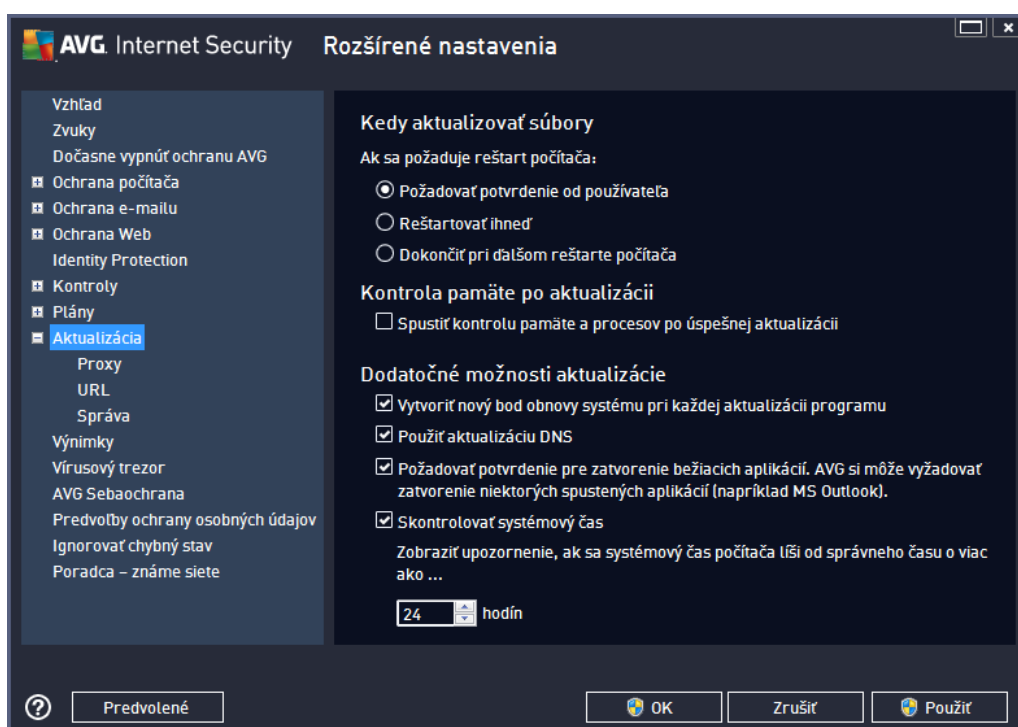 AVG. Internet Security
Rozšírené nastavenia
Vzhľad
Zvuky
Dočasne vypnúť ochranu AVG
Ochrana počítača
Ochrana e-mailu
Ochrana Web
Identity Protection
Kontroly
Plány
Aktualizácia
Proxy
URL
Správa
Výnimky
Vírusový trezor
AVG Sebaochrana
Predvoľby ochrany osobných údajov
Ignorovať chybný stav
Poradca – známe siete
Kedy aktualizovať súbory
Ak sa požaduje reštart počítača:
Požadovať potvrdenie od používateľa
Reštartovať ihneď
Dokončiť pri ďalšom reštarte počítača
Kontrola pamäte po aktualizácii
Spustiť kontrolu pamäte a procesov po úspešnej aktualizácii
Dodatočné možnosti aktualizácie
Vytvoriť nový bod obnovy systému pri každej aktualizácii programu
Použiť aktualizáciu DNS
Požadovať potvrdenie pre zatvorenie bežiacich aplikácií. AVG si môže vyžadovať
zatvorenie niektorých spustených aplikácií (napríklad MS Outlook).
Skontrolovať systémový čas
Zobraziť upozornenie, ak sa systémový čas počítača líši od správneho času o viac
ako ...
24 hodín
Predvolené
OK
Zrušiť
Použiť